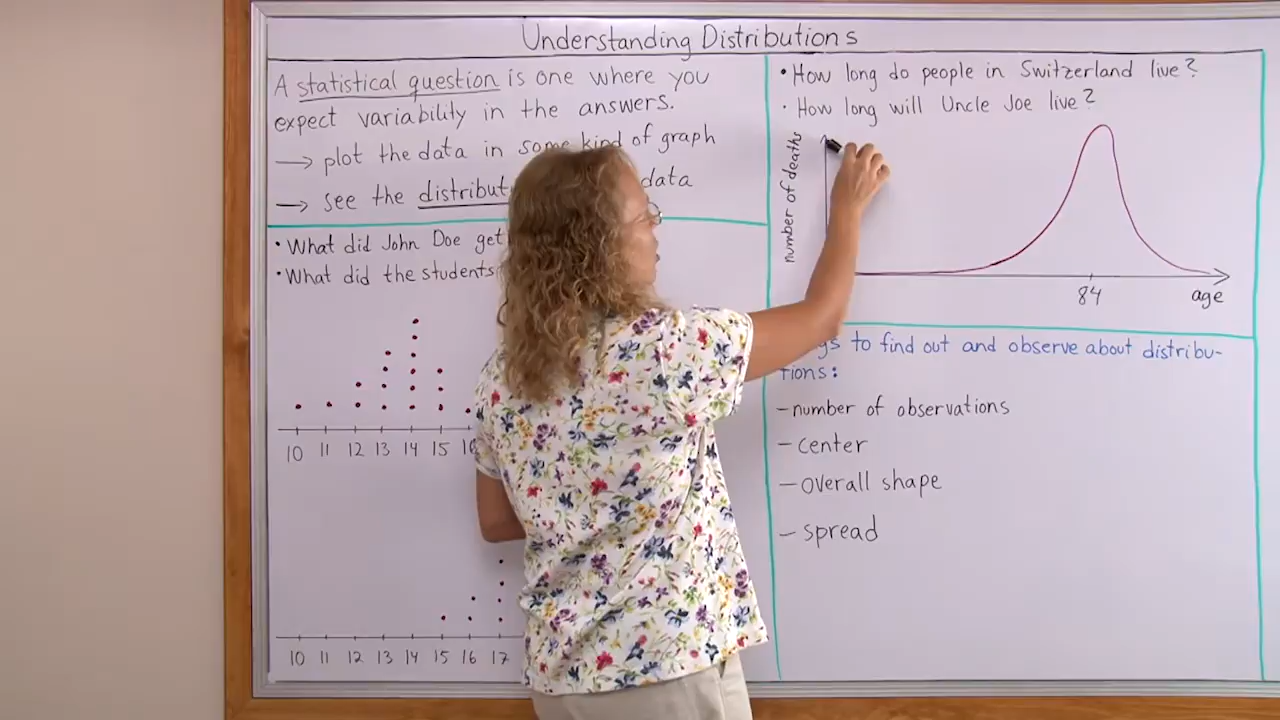 Understanding Distributions
A statistical question is one where you
expect variability in the answers.
→ plot the data in some kind of graph
→ see the distribut data
• What did John Doe get
• What did the students
10 11 12 13 14 15
10 11 12 13 14 15 16 17
• How long do people in Switzerland live?
• How long will Uncle Joe live?
number of deaths
84
age
to find out and observe about distribu-
tions:
- number of observations
- center
- overall shape
- spread